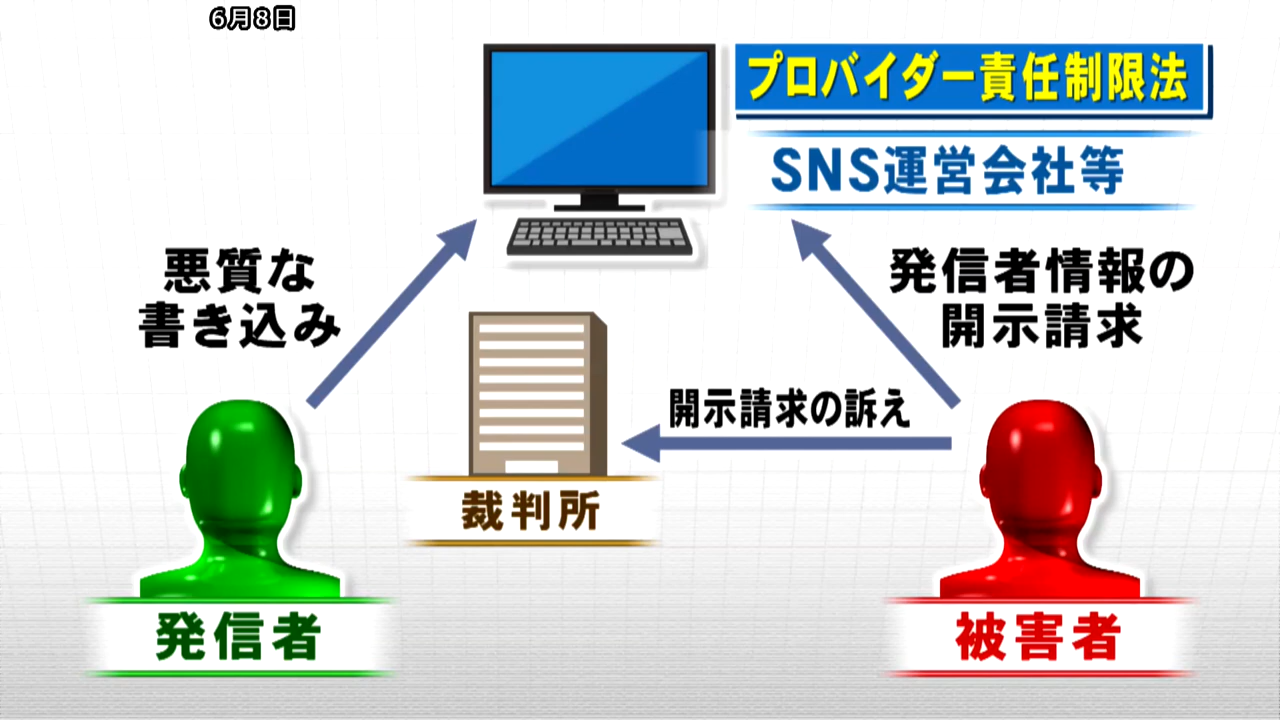 6月8日
プロバイダー責任制限法
SNS運営会社等
悪質な
書き込み
発信者情報の
開示請求
開示請求の訴え
裁判所
発信者
被害者